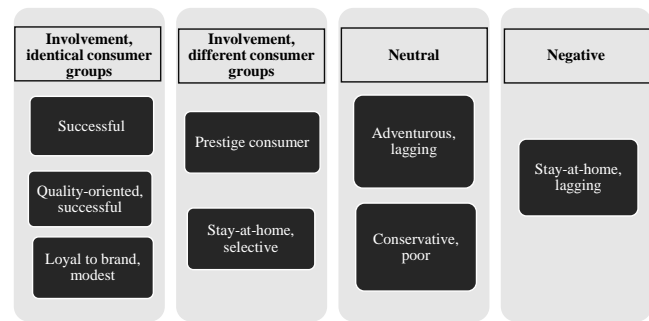 Involvement,
identical consumer
groups
Successful
Quality-oriented,
successful
Loyal to brand,
modest
Involvement,
different consumer
groups
Prestige consumer
Stay-at-home,
selective
Neutral
Adventurous,
lagging
Conservative,
poor
Negative
Stay-at-home,
lagging